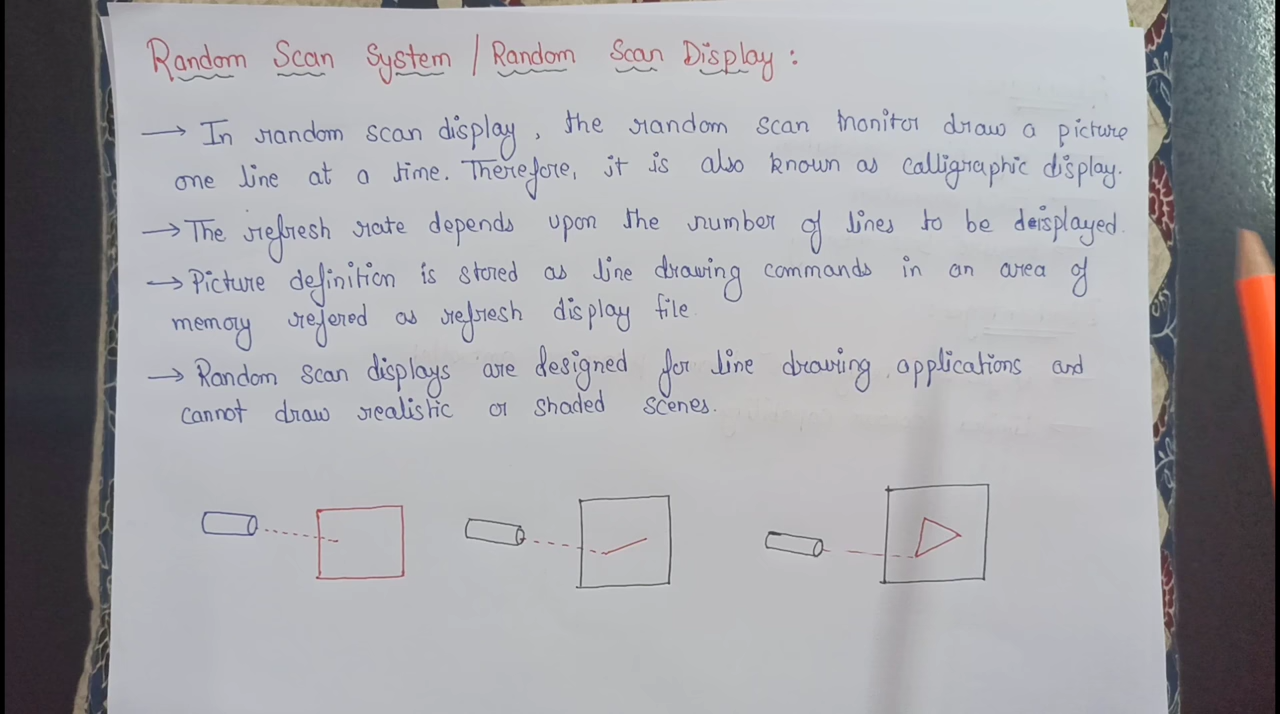 Random Scan System / Random Scan Display :
→ In random scan display, the random scan monitor draw a picture
one line at a time. Therefore, it is also known as calligraphic display.
→ The refresh rate depends upon the number of lines to be displayed.
→ Picture definition is stored as line drawing commands in an area of
memory refered as refresh display file.
→ Random scan displays are designed for line drawing applications and
cannot draw realistic or shaded scenes.